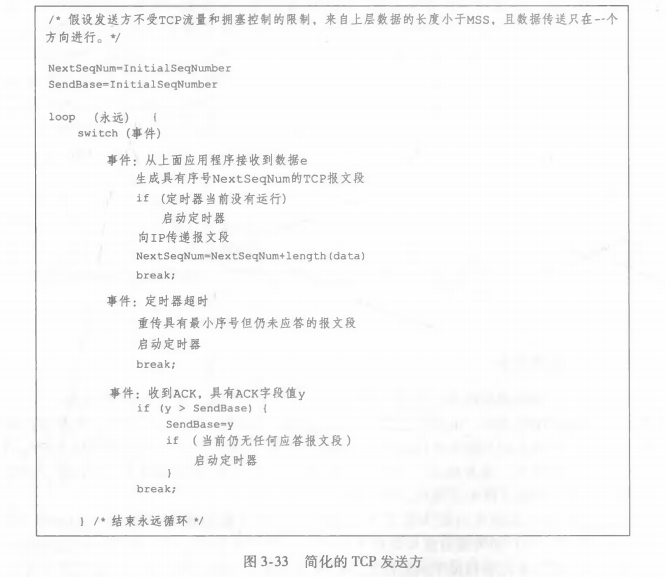 /* 假设发送方不受TCP流量和拥塞控制的限制，来自上层数据的长度小于MSS，且数据传送只在一个
方向进行。*/
NextSeqNum=InitialSeqNumber
SendBase=InitialSeqNumber
loop （永远） {
switch（事件）
事件：从上面应用程序接收到数据e
生成具有序号NextSeqNum的TCP报文段
if （定时器当前没有运行）
启动定时器
向IP传递报文段
NextSeqNum=NextSeqNum+length(data)
break;
事件：定时器超时
重传具有最小序号但仍未应答的报文段
启动定时器
break;
事件：收到ACK，具有ACK字段值y
if (y > SendBase) {
SendBase=y
if （当前仍无任何应答报文段）
启动定时器
}
break;
} /* 结束永远循环 */
图 3-33 简化的 TCP 发送方